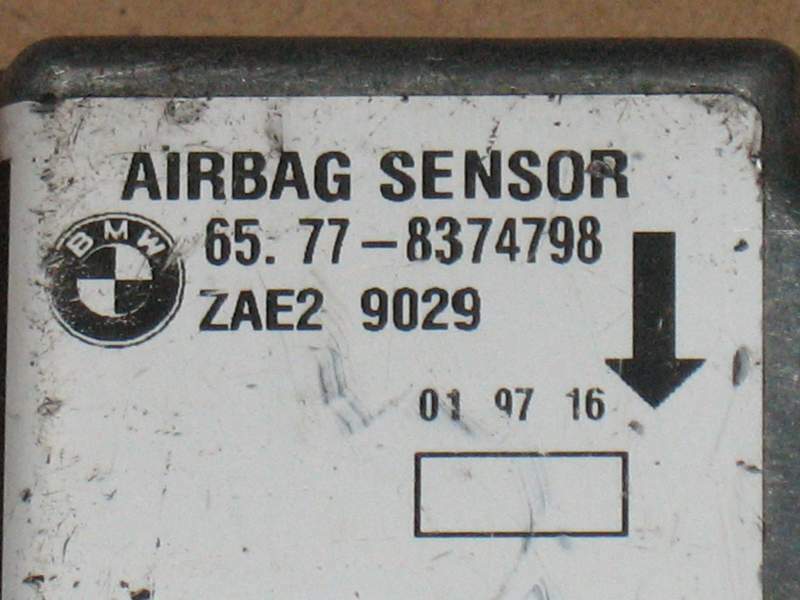 AIRBAG SENSOR
BMW
65. 77-8374798
ZAE2 9029
01 97 16